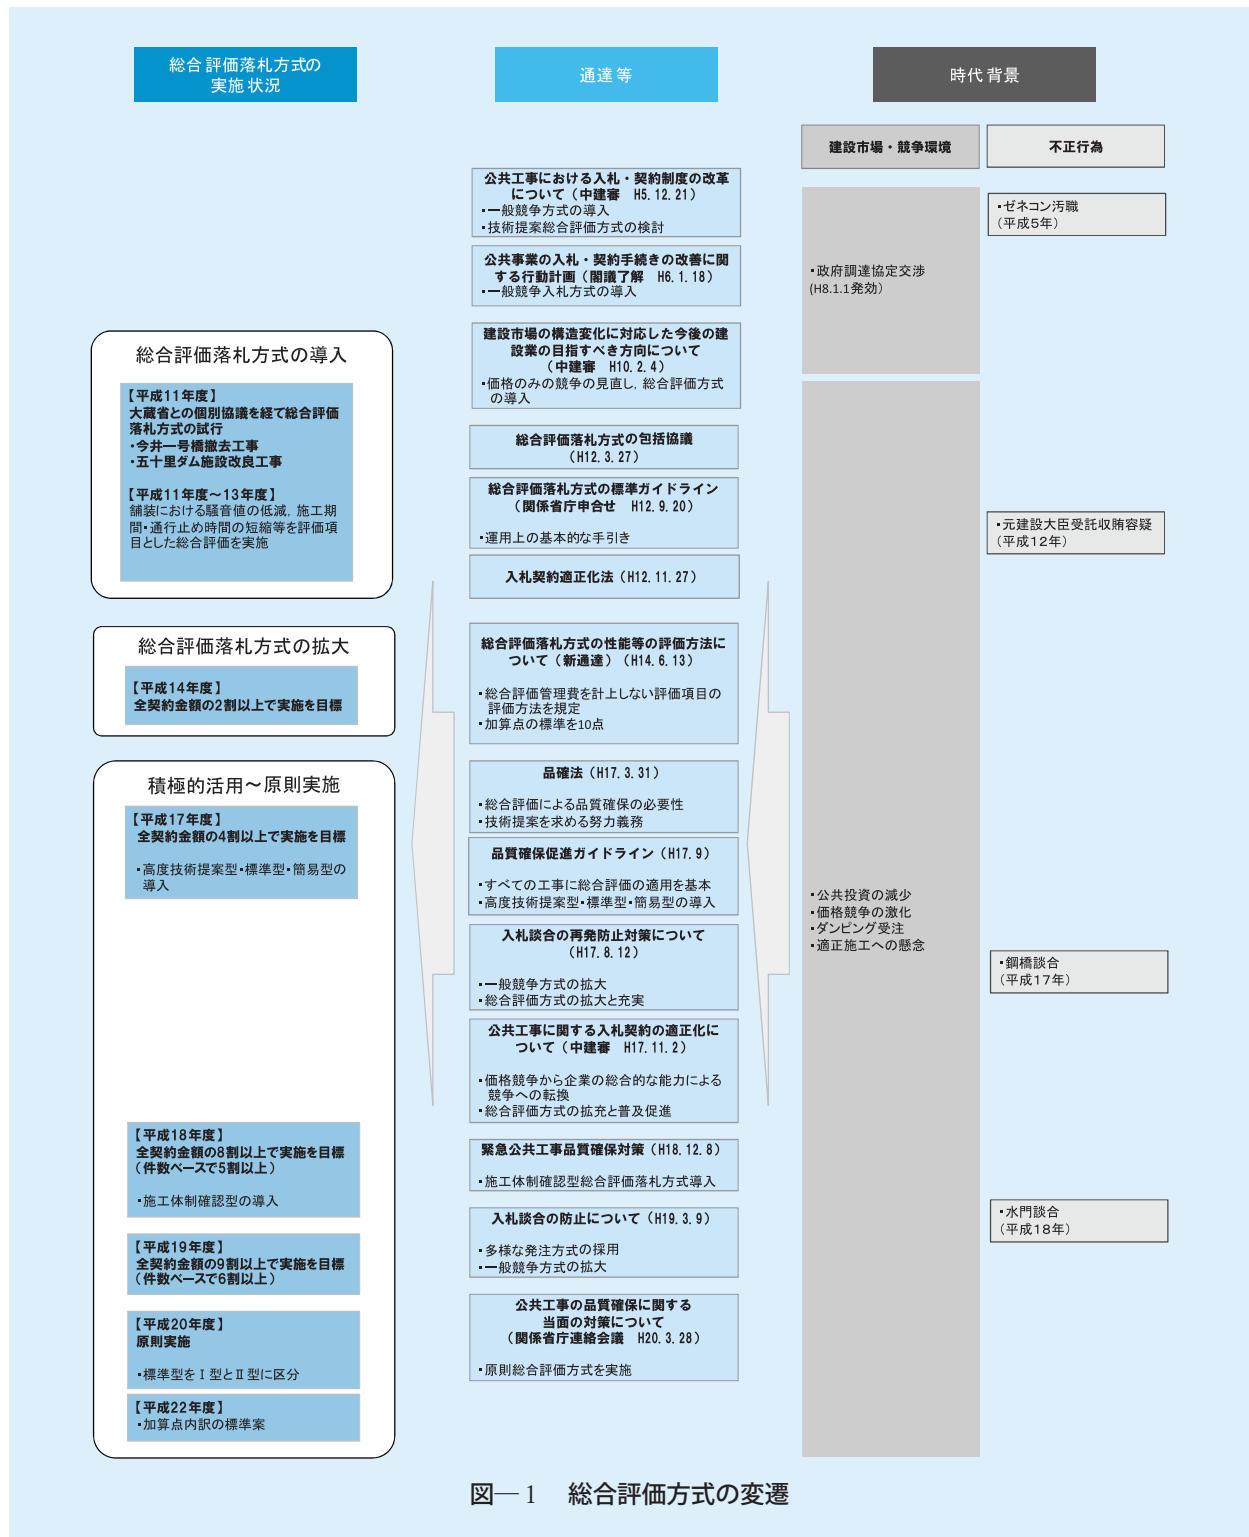 総合評価落札方式の
実施状況
通達等
時代背景
建設市場・競争環境
不正行為
公共工事における入札・契約制度の改革
について（中建審　H5.12.21）
・一般競争方式の導入
・技術提案総合評価方式の検討
公共事業の入札・契約手続きの改善に関
する行動計画（閣議了解　H6.1.18）
・一般競争入札方式の導入
建設市場の構造変化に対応した今後の建
設業の目指すべき方向について
（中建審　H10.2.4）
・価格のみの競争の見直し，総合評価方式
の導入
総合評価落札方式の包括協議
（H12.3.27）
総合評価落札方式の標準ガイドライン
（関係省庁申合せ　H12.9.20）
・運用上の基本的な手引き
入札契約適正化法（H12.11.27）
総合評価落札方式の性能等の評価方法に
ついて（新通達）（H14.6.13）
・総合評価管理費を計上しない評価項目の
評価方法を規定
・加算点の標準を10点
品確法（H17.3.31）
・総合評価による品質確保の必要性
・技術提案を求める努力義務
品質確保促進ガイドライン（H17.9）
・すべての工事に総合評価の適用を基本
・高度技術提案型・標準型・簡易型の導入
入札談合の再発防止対策について
（H17.8.12）
・一般競争方式の拡大
・総合評価方式の拡大と充実
公共工事に関する入札契約の適正化に
ついて（中建審　H17.11.2）
・価格競争から企業の総合的な能力による
競争への転換
・総合評価方式の拡充と普及促進
緊急公共工事品質確保対策（H18.12.8）
・施工体制確認型総合評価落札方式導入
入札談合の防止について（H19.3.9）
・多様な発注方式の採用
・一般競争方式の拡大
公共工事の品質確保に関する
当面の対策について
（関係省庁連絡会議　H20.3.28）
・原則総合評価方式を実施
総合評価落札方式の導入
【平成11年度】
大蔵省との個別協議を経て総合評価
落札方式の試行
・今井一号橋撤去工事
・五十里ダム施設改良工事
【平成11年度～13年度】
舗装における騒音値の低減，施工期
間・通行止め時間の短縮等を評価項
目とした総合評価を実施
総合評価落札方式の拡大
【平成14年度】
全契約金額の2割以上で実施を目標
積極的活用～原則実施
【平成17年度】
全契約金額の4割以上で実施を目標
・高度技術提案型・標準型・簡易型の
導入
【平成18年度】
全契約金額の8割以上で実施を目標
（件数ベースで5割以上）
・施工体制確認型の導入
【平成19年度】
全契約金額の9割以上で実施を目標
（件数ベースで6割以上）
【平成20年度】
原則実施
・標準型をⅠ型とⅡ型に区分
【平成22年度】
・加算点内訳の標準案
・政府調達協定交渉
(H8.1.1発効）
・公共投資の減少
・価格競争の激化
・ダンピング受注
・適正施工への懸念
・ゼネコン汚職
（平成5年）
・元建設大臣受託収賄容疑
（平成12年）
・鋼橋談合
（平成17年）
・水門談合
（平成18年）
図―1　総合評価方式の変遷